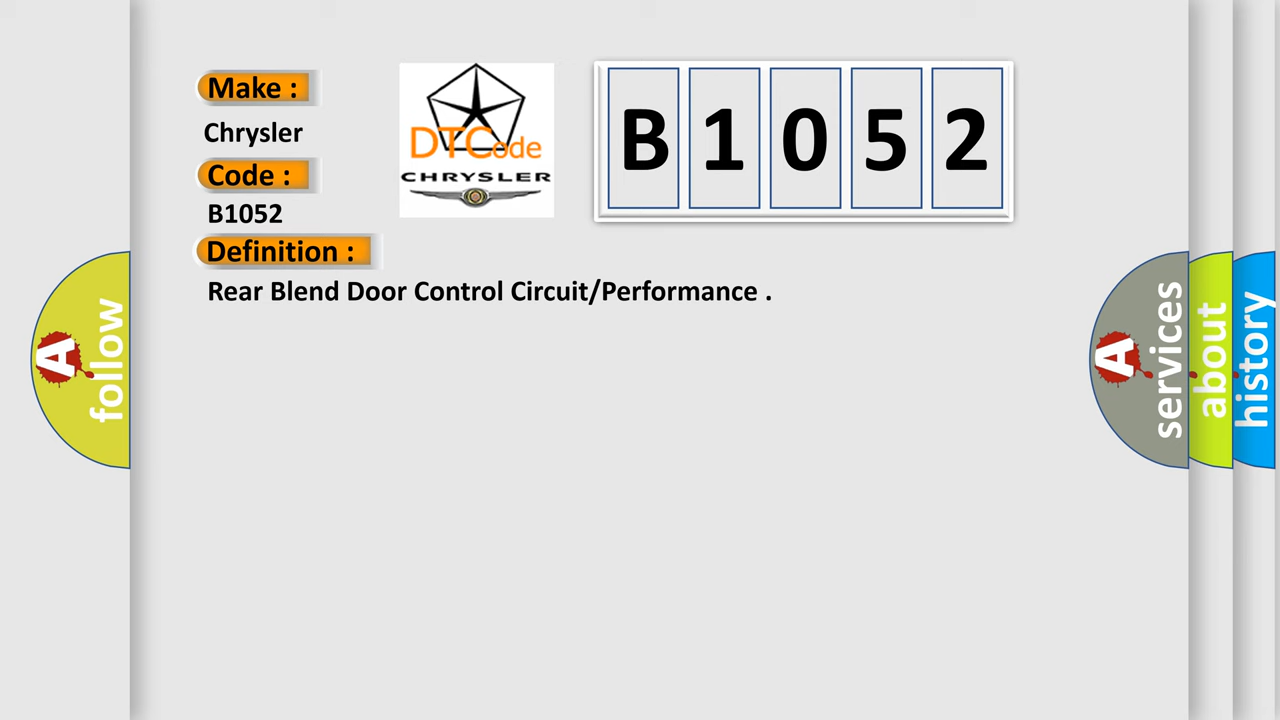 Make :
Chrysler
Code :
B1052
Definition :
Rear Blend Door Control Circuit/Performance .
DTCode
CHRYSLER
B 1 0 5 2
A follow
A services
about
history